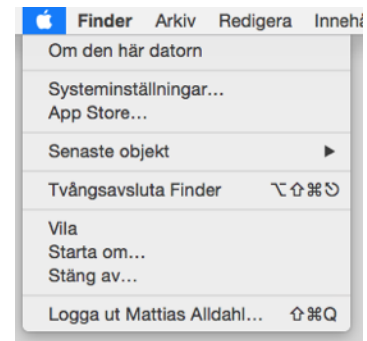 Finder Arkiv Redigera Innehå
Om den här datorn
Systeminställningar...
App Store...
Senaste objekt ▶
Tvångsavsluta Finder ⌥⇧⌘⎋
Vila
Starta om...
Stäng av...
Logga ut Mattias Alldahl... ⇧⌘Q